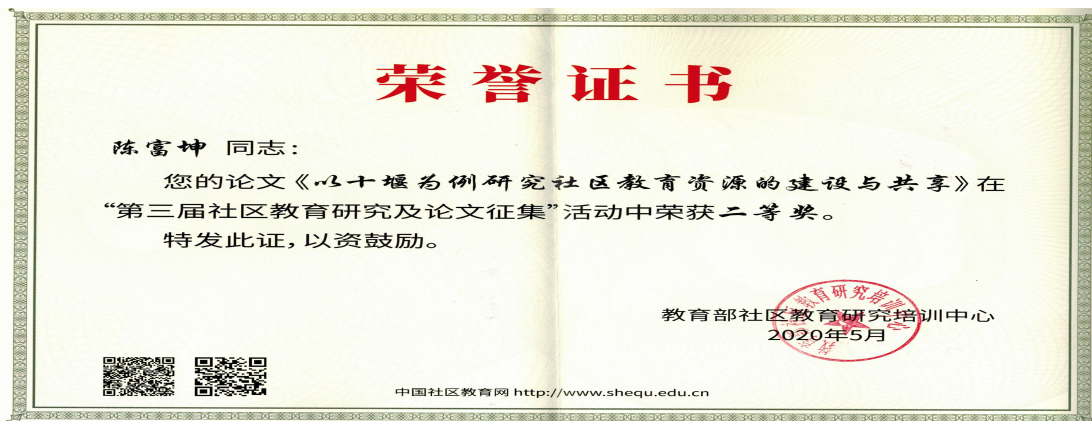 荣誉证书
陈富坤 同志：
您的论文《以十堰为例研究社区教育资源的建设与共享》在
“第三届社区教育研究及论文征集”活动中荣获二等奖。
特发此证，以资鼓励。
教育部社区教育研究培训中心
2020年5月
中国社区教育网 http://www.shequ.edu.cn